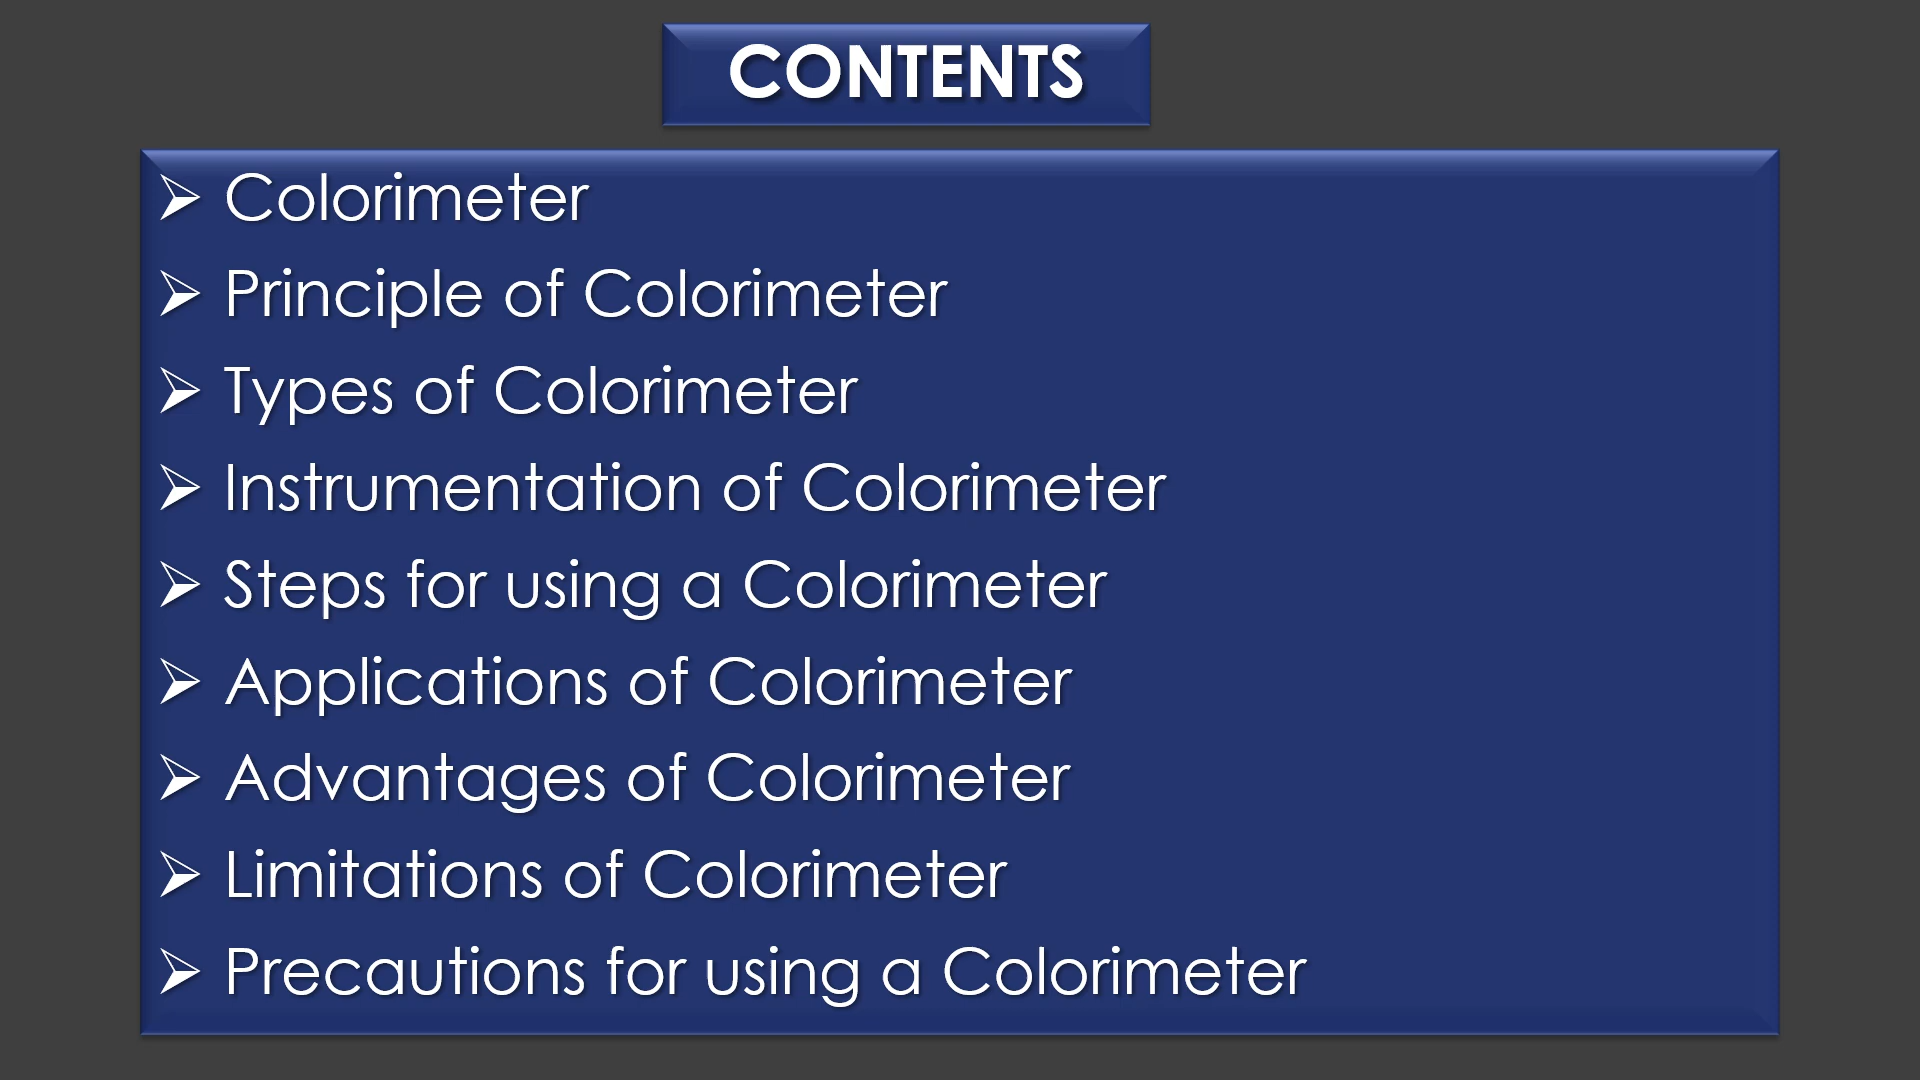 CONTENTS
➢ Colorimeter
➢ Principle of Colorimeter
➢ Types of Colorimeter
➢ Instrumentation of Colorimeter
➢ Steps for using a Colorimeter
➢ Applications of Colorimeter
➢ Advantages of Colorimeter
➢ Limitations of Colorimeter
➢ Precautions for using a Colorimeter